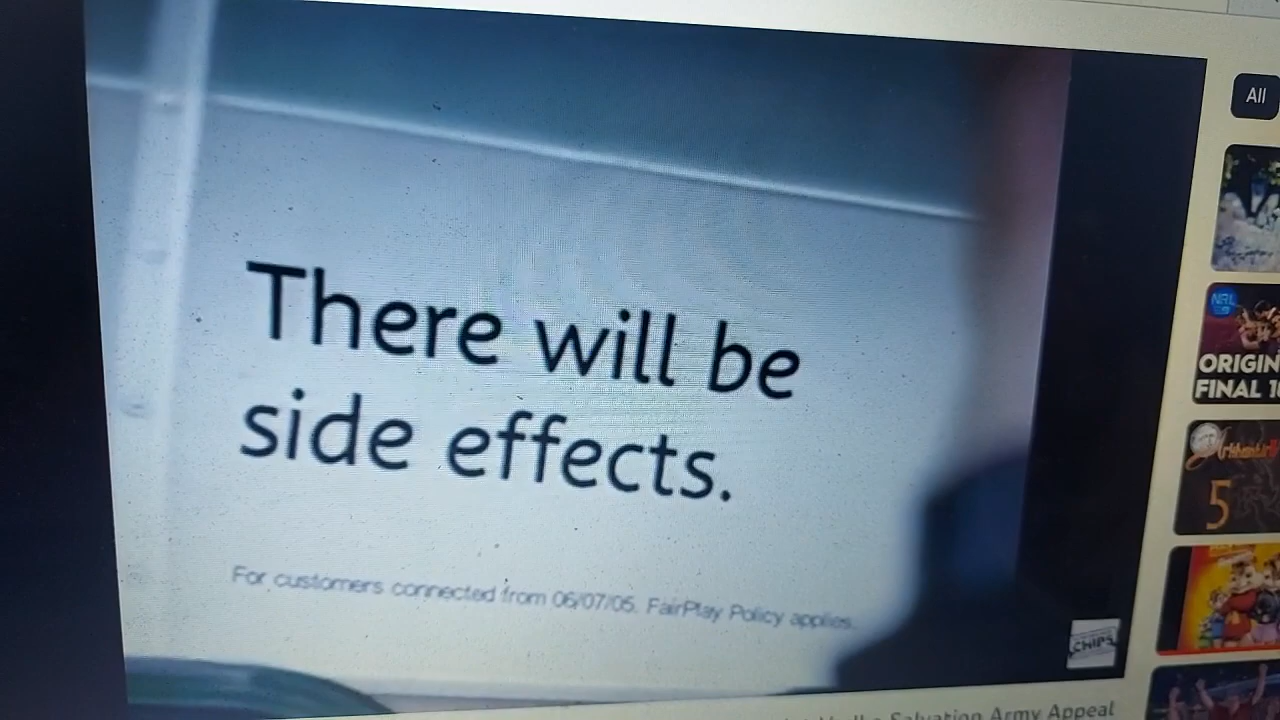 There will be
side effects.
For customers connected from 06/07/05. FairPlay Policy applies.
CHIPS
All
NRL
ORIGIN
FINAL 1
5
Salvation Army Appeal